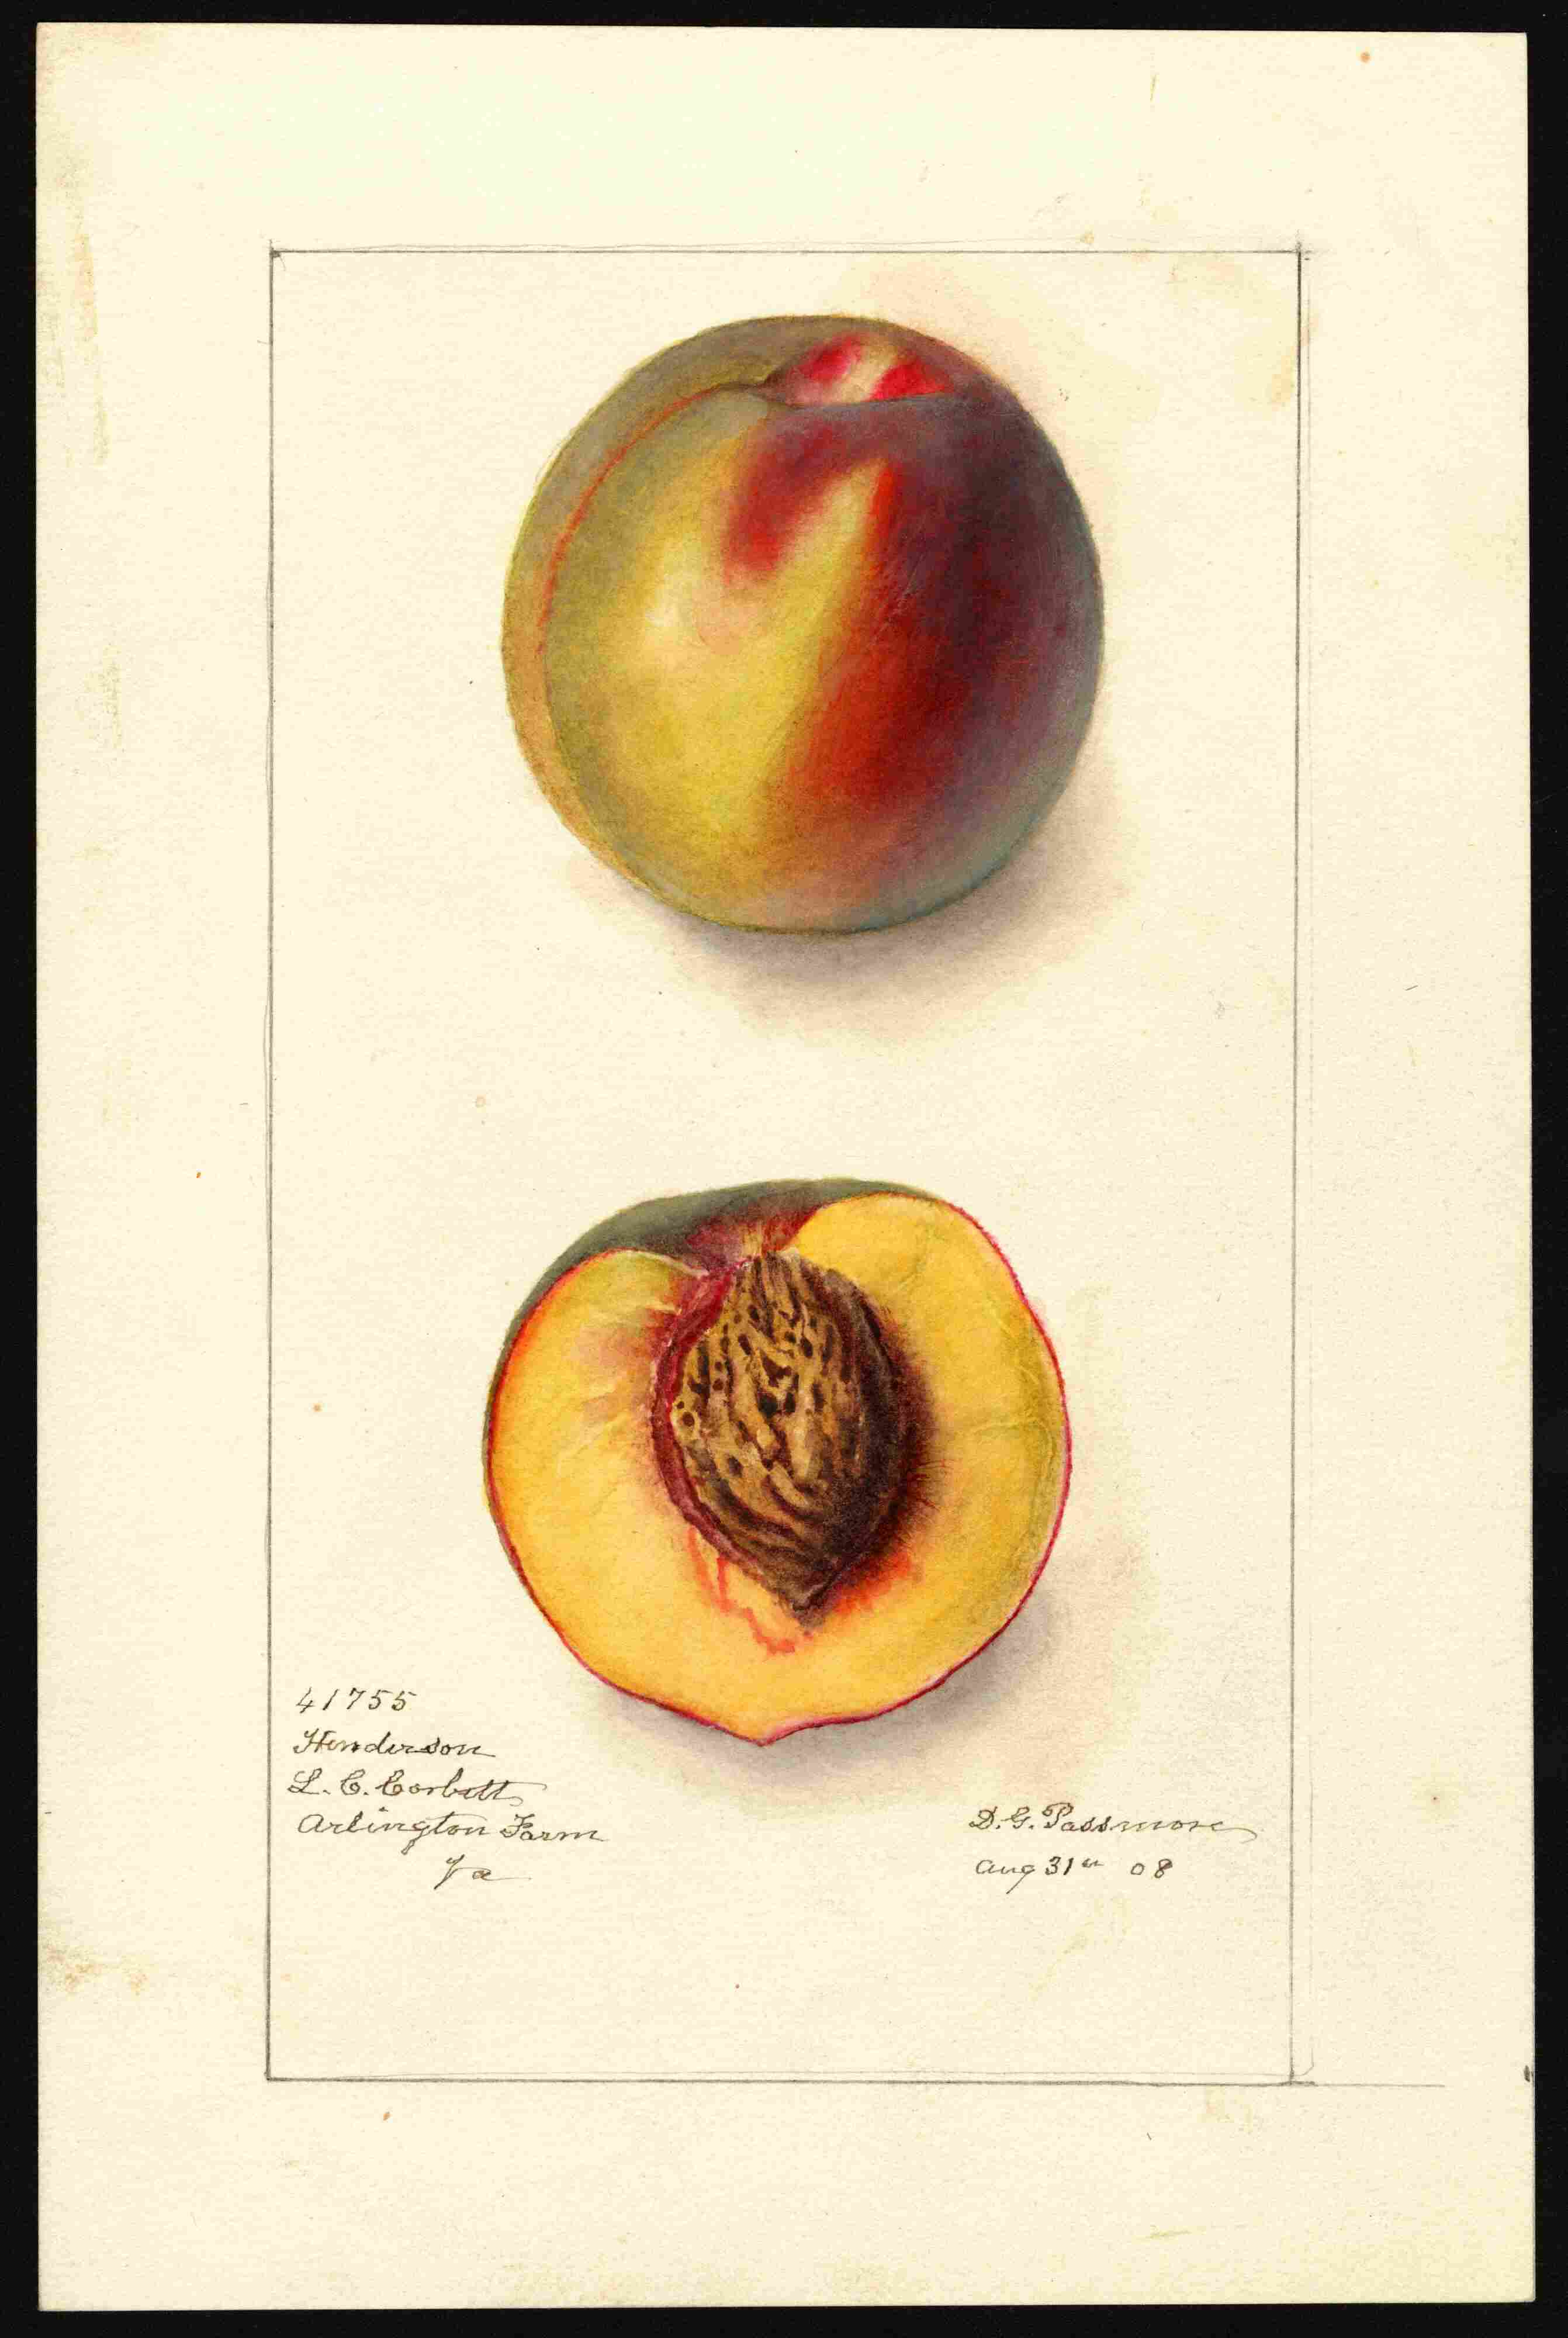 41755
Henderson
L. C. Corbett
Arlington Farm
Va
D. G. Passmore
Aug 31st 08